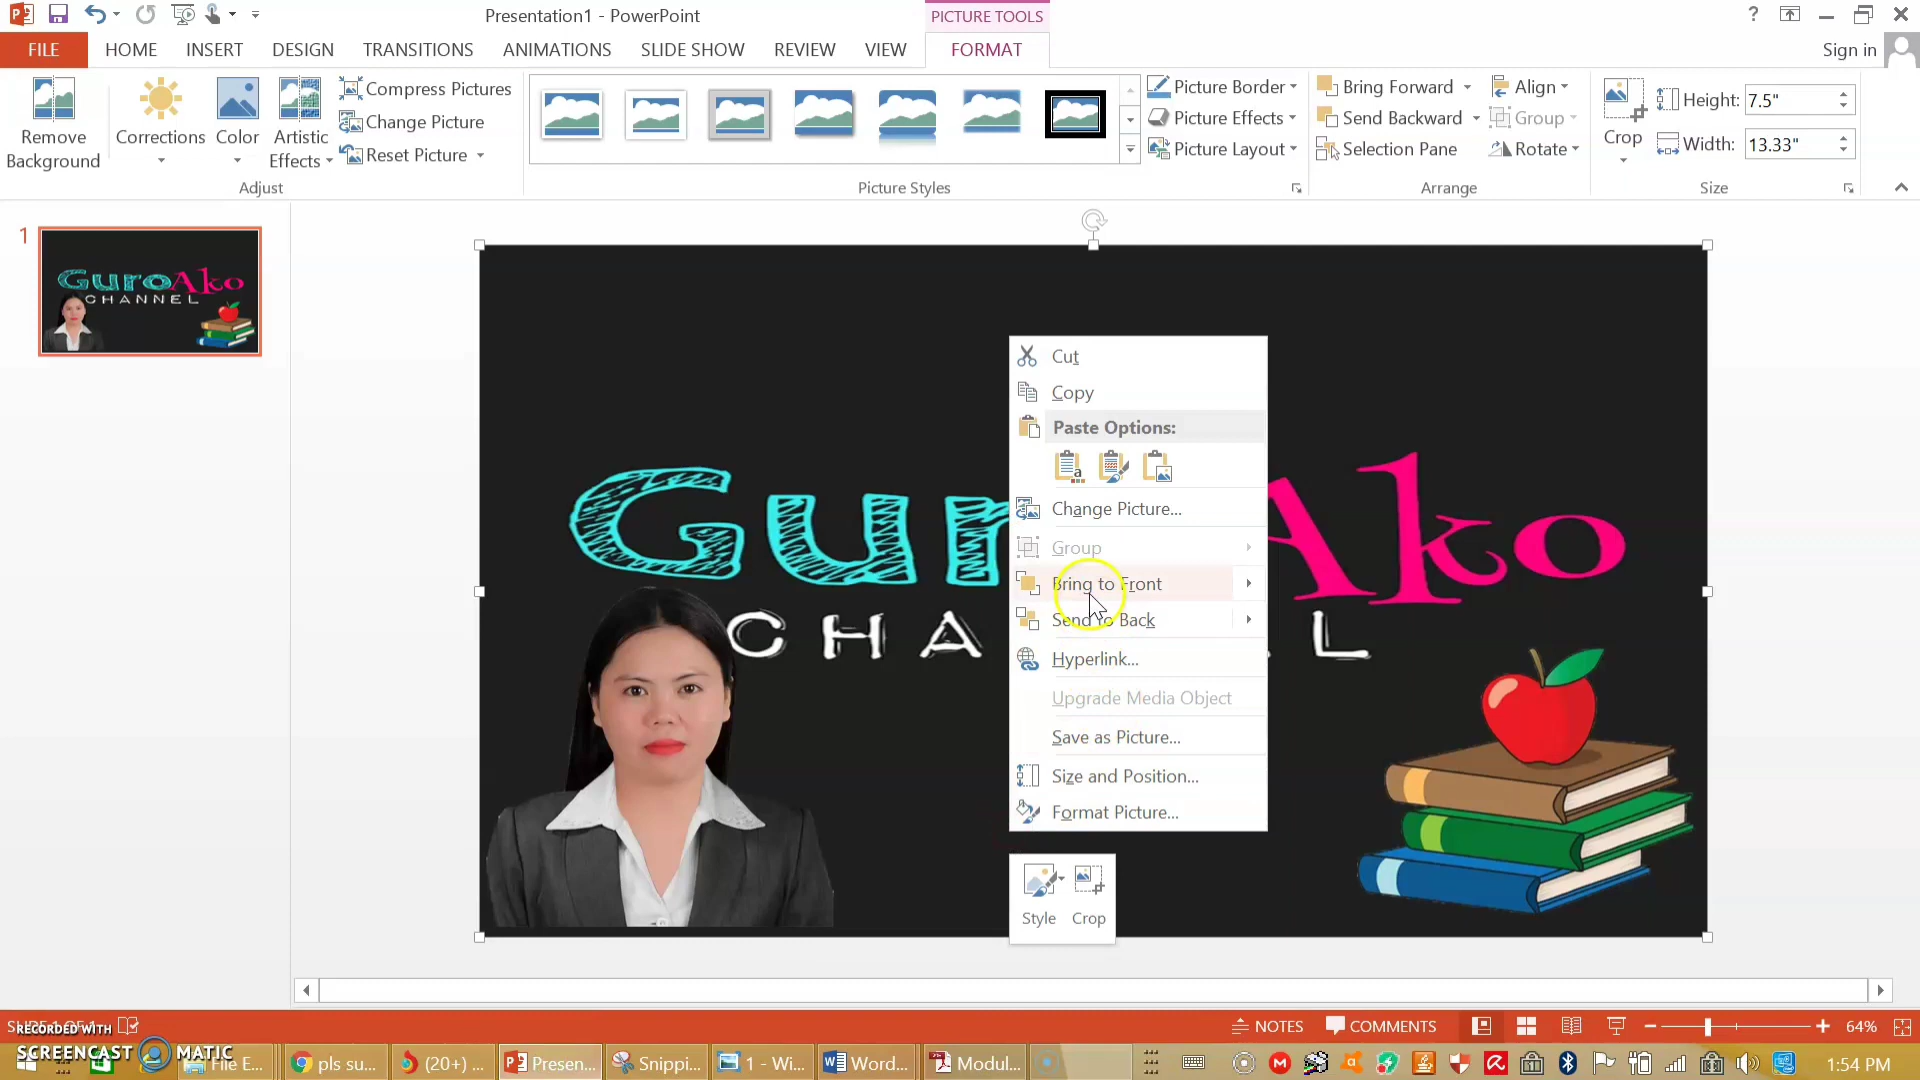 Presentation1 - PowerPoint
PICTURE TOOLS
?
FILE
HOME
INSERT
DESIGN
TRANSITIONS
ANIMATIONS
SLIDE SHOW
REVIEW
VIEW
FORMAT
Sign in
Remove Background
Corrections
Color
Artistic Effects
Compress Pictures
Change Picture
Reset Picture
Adjust
Picture Styles
Picture Border
Picture Effects
Picture Layout
Bring Forward
Send Backward
Selection Pane
Align
Group
Rotate
Arrange
Crop
Height: 7.5"
Width: 13.33"
Size
1
GuroAko
CHANNEL
Gur
Ako
CHA
L
Cut
Copy
Paste Options:
Change Picture...
Group
Bring to Front
Send to Back
Hyperlink...
Upgrade Media Object
Save as Picture...
Size and Position...
Format Picture...
Style
Crop
RECORDED WITH
SCREENCAST MATIC
NOTES
COMMENTS
64%
File E...
pls su...
(20+) ...
Presen...
Snippi...
1 - Wi...
Word...
Modul...
1:54 PM